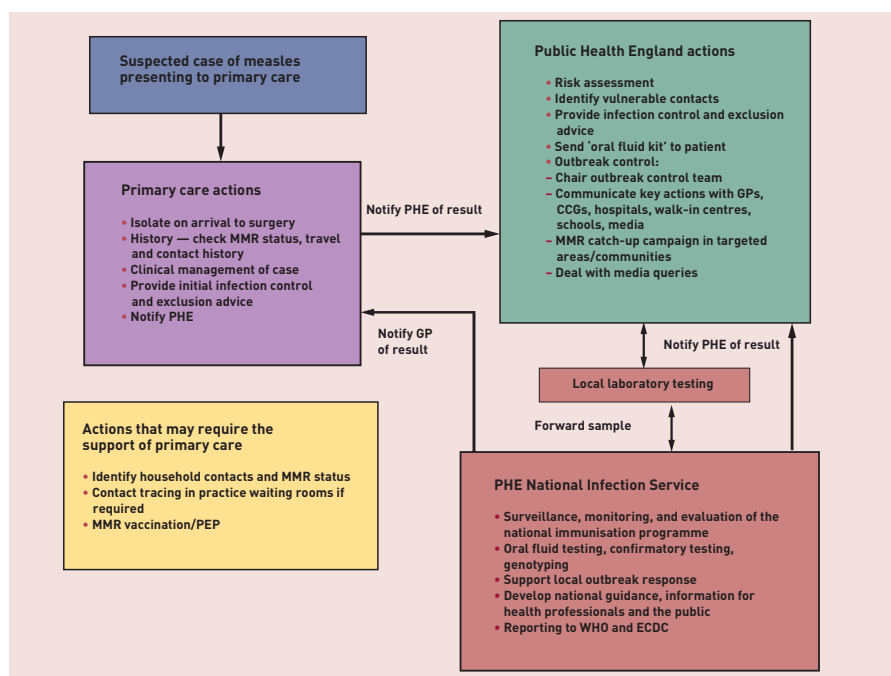 Suspected case of measles
presenting to primary care
Primary care actions
• Isolate on arrival to surgery
• History — check MMR status, travel
and contact history
• Clinical management of case
• Provide initial infection control
and exclusion advice
• Notify PHE
Notify PHE of result
Public Health England actions
• Risk assessment
• Identify vulnerable contacts
• Provide infection control and exclusion
advice
• Send ‘oral fluid kit’ to patient
• Outbreak control:
– Chair outbreak control team
– Communicate key actions with GPs,
CCGs, hospitals, walk-in centres,
schools, media
– MMR catch-up campaign in targeted
areas/communities
– Deal with media queries
Notify GP
of result
Notify PHE of result
Local laboratory testing
Forward sample
Actions that may require the
support of primary care
• Identify household contacts and MMR status
• Contact tracing in practice waiting rooms if
required
• MMR vaccination/PEP
PHE National Infection Service
• Surveillance, monitoring, and evaluation of the
national immunisation programme
• Oral fluid testing, confirmatory testing,
genotyping
• Support local outbreak response
• Develop national guidance, information for
health professionals and the public
• Reporting to WHO and ECDC